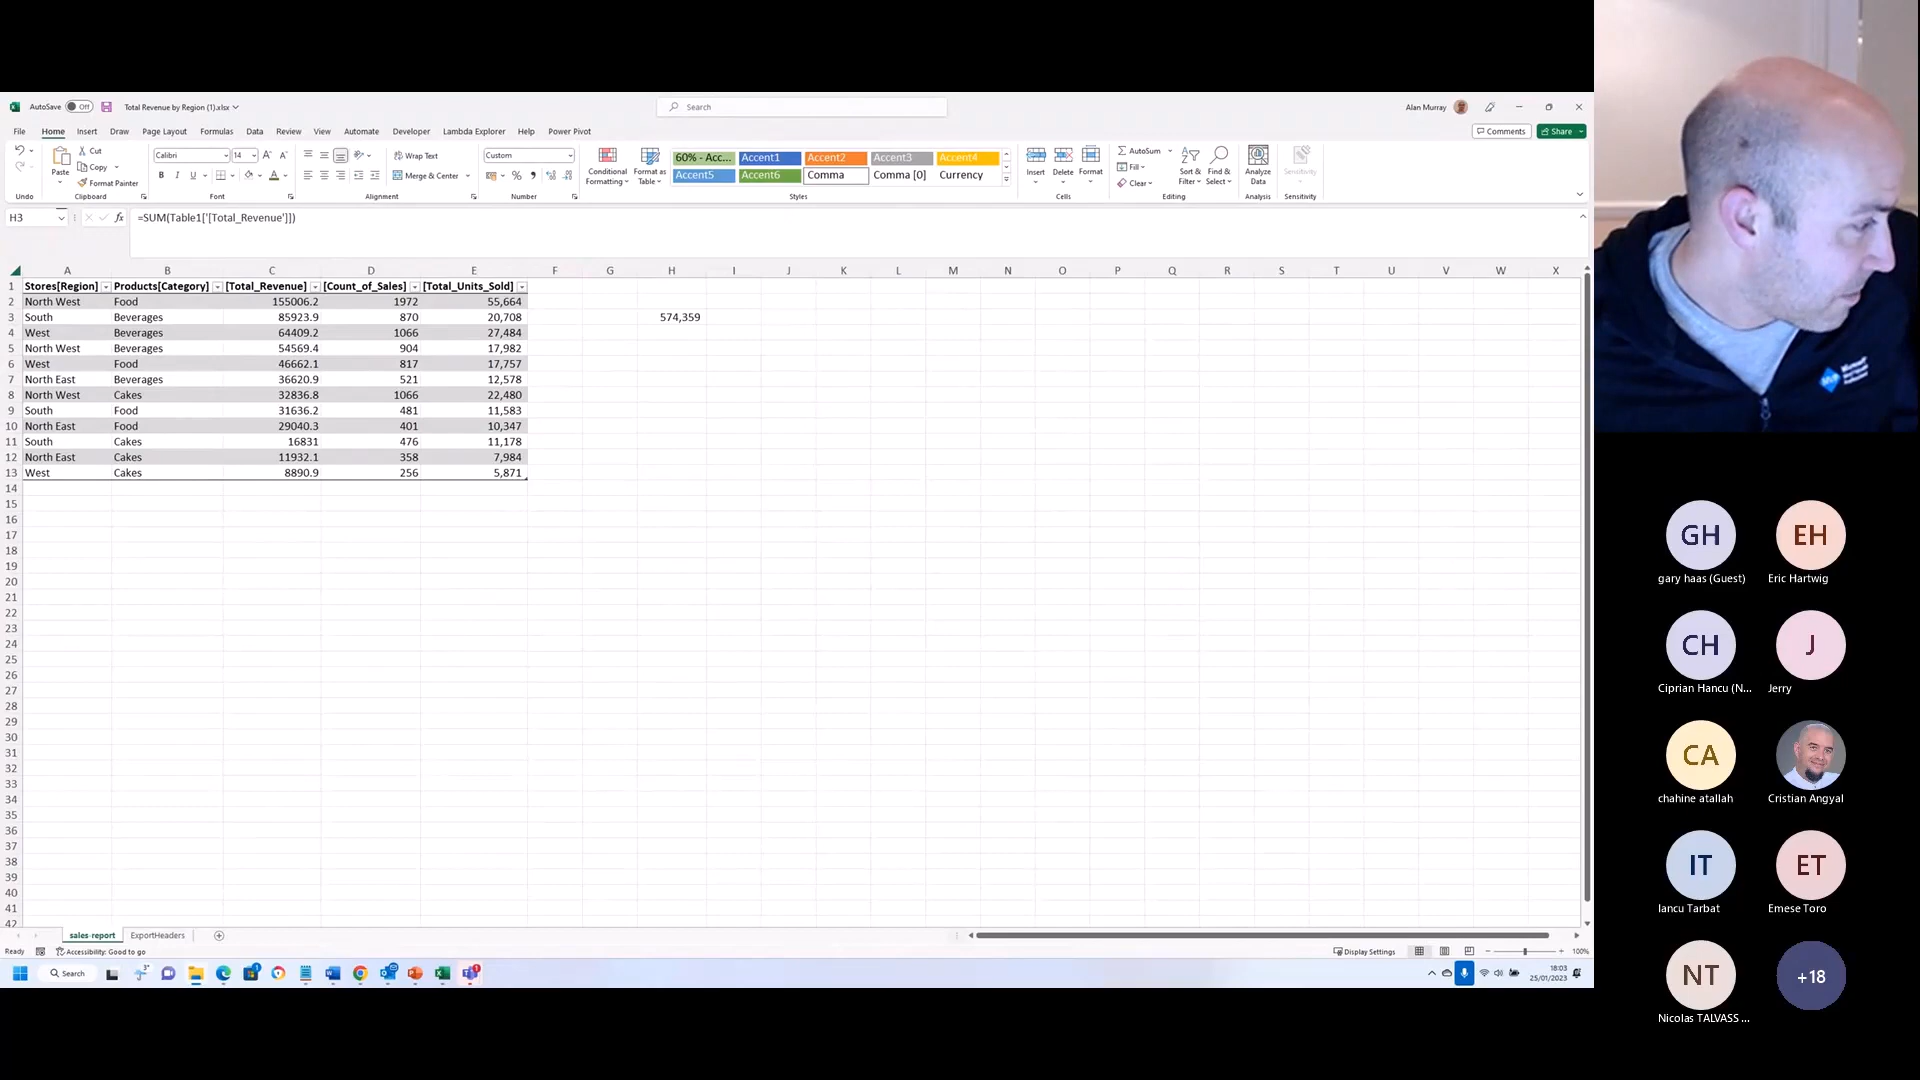 AutoSave Off Total Revenue by Region (1).xlsx Search Alan Murray
File Home Insert Draw Page Layout Formulas Data Review View Automate Developer Lambda Explorer Help Power Pivot Comments Share
Cut
Copy
Format Painter
Paste
Calibri 14
B I U
Wrap Text
Merge & Center
Custom
Conditional Formatting
Format as Table
60% - Acc... Accent1 Accent2 Accent3 Accent4
Accent5 Accent6 Comma Comma [0] Currency
Insert Delete Format
AutoSum
Fill
Clear
Sort & Filter
Find & Select
Analyze Data
Sensitivity
Undo Clipboard Font Alignment Number Styles Cells Editing Analysis Sensitivity
H3 fx =SUM(Table1['[Total_Revenue']])
A B C D E F G H I J K L M N O P Q R S T U V W X
1 Stores[Region] Products[Category] [Total_Revenue] [Count_of_Sales] [Total_Units_Sold]
2 North West Food 155006.2 1972 55,664
3 South Beverages 85923.9 870 20,708 574,359
4 West Beverages 64409.2 1066 27,484
5 North West Beverages 54569.4 904 17,982
6 West Food 46662.1 817 17,757
7 North East Beverages 36620.9 521 12,578
8 North West Cakes 32836.8 1066 22,480
9 South Food 31636.2 481 11,583
10 North East Food 29040.3 401 10,347
11 South Cakes 16831 476 11,178
12 North East Cakes 11932.1 358 7,984
13 West Cakes 8890.9 256 5,871
14
15
16
17
18
19
20
21
22
23
24
25
26
27
28
29
30
31
32
33
34
35
36
37
38
39
40
41
42
sales-report ExportHeaders
Ready Accessibility: Good to go Display Settings 100%
Search 3° 18:03
25/01/2023
GH EH
gary haas (Guest) Eric Hartwig
CH J
Ciprian Hancu (N... Jerry
CA
chahine atallah Cristian Angyal
IT ET
Iancu Tarbat Emese Toro
NT +18
Nicolas TALVASS ...